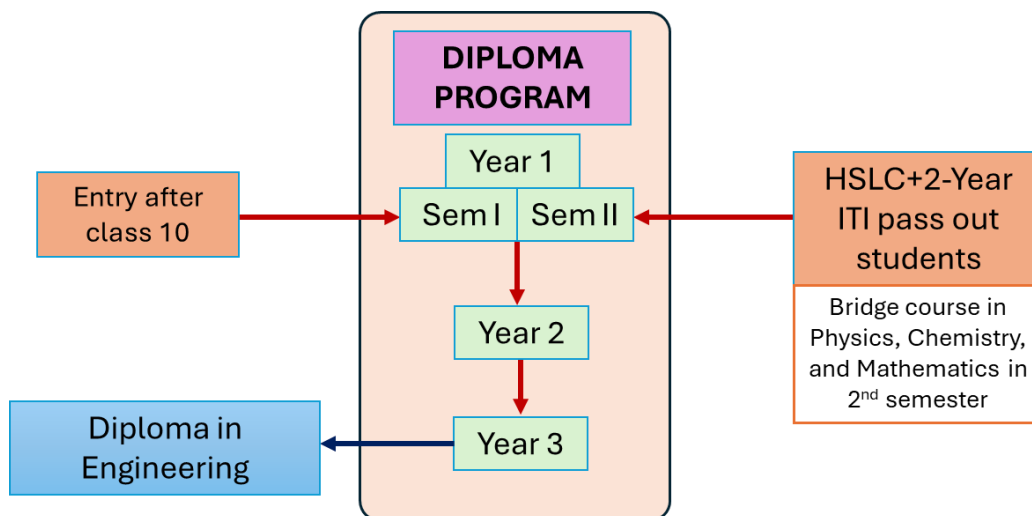 DIPLOMA
PROGRAM
Year 1
Entry after
class 10
Sem I
Sem II
HSLC+2-Year
ITI pass out
students
Bridge course in
Physics, Chemistry,
and Mathematics in
2nd semester
Year 2
Diploma in
Engineering
Year 3